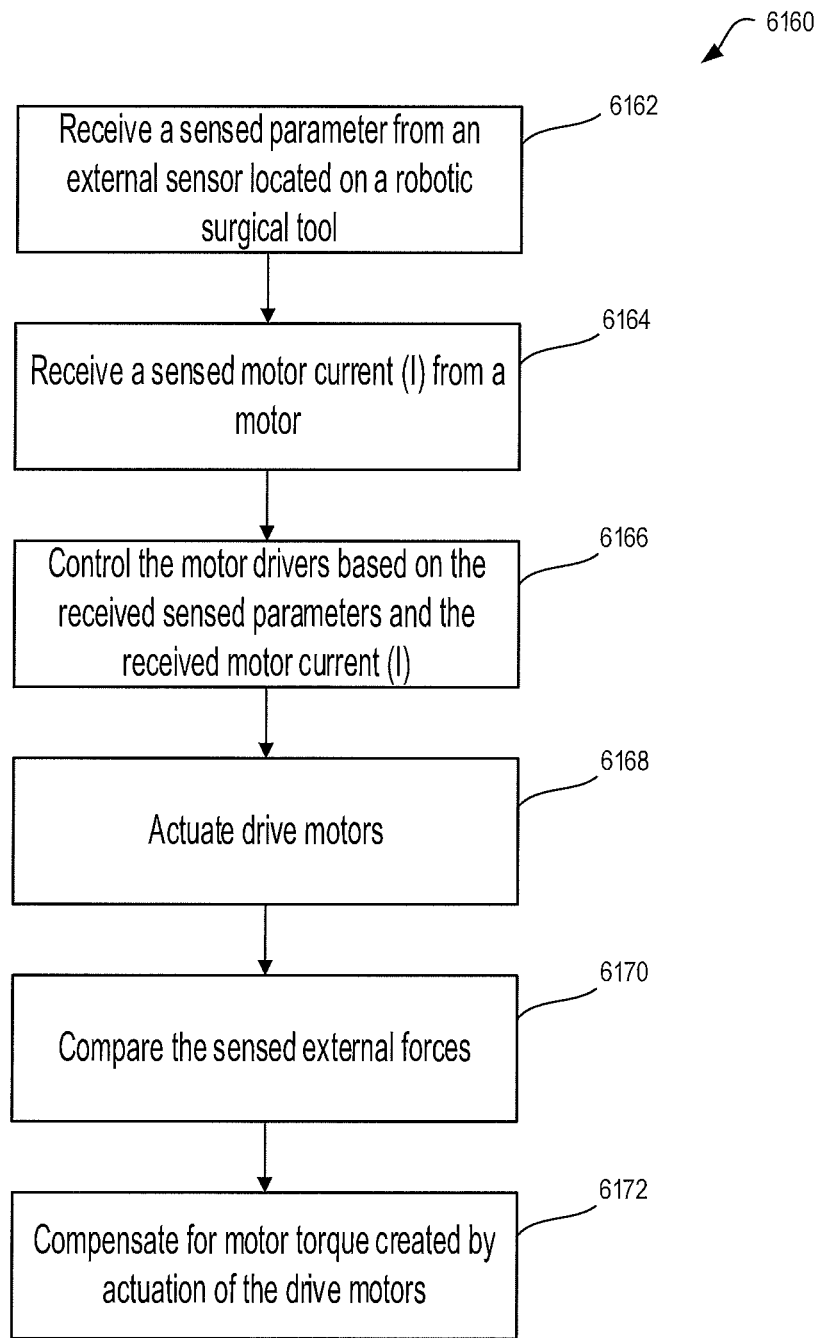 6160
6162
Receive a sensed parameter from an
external sensor located on a robotic
surgical tool
6164
Receive a sensed motor current (I) from a
motor
6166
Control the motor drivers based on the
received sensed parameters and the
received motor current (I)
6168
Actuate drive motors
6170
Compare the sensed external forces
6172
Compensate for motor torque created by
actuation of the drive motors